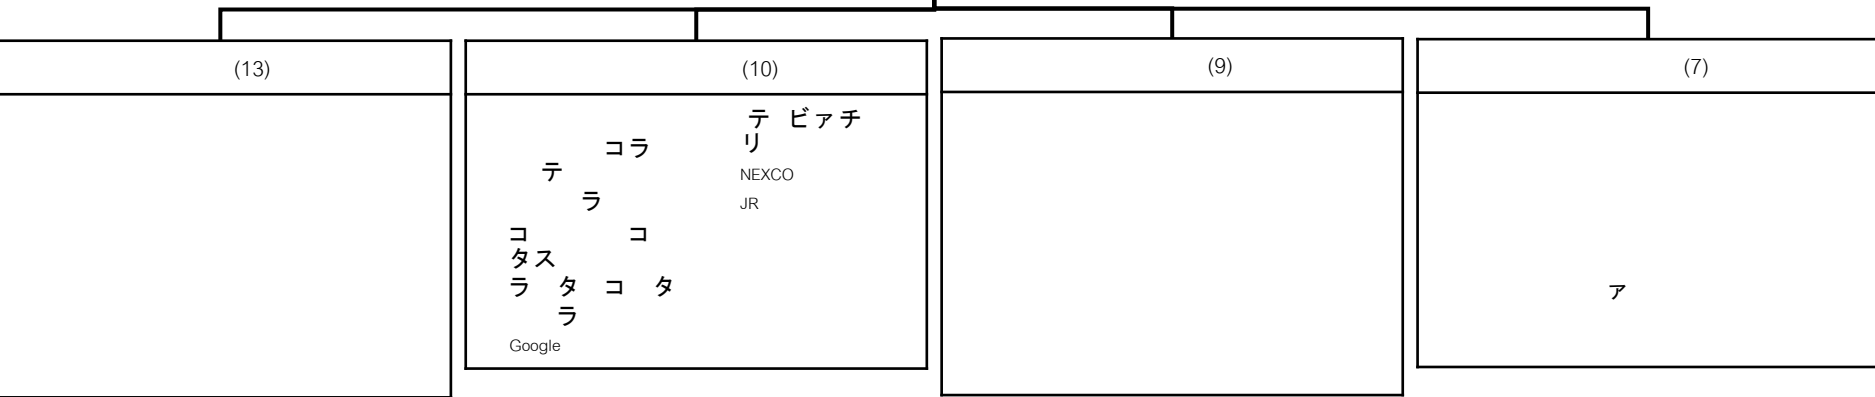 (13)
(10)
コラ
テ
ラ
コ コ
タス
ラ タ コ タ
ラ
Google
テ ビァチ
リ
NEXCO
JR
(9)
(7)
ァ